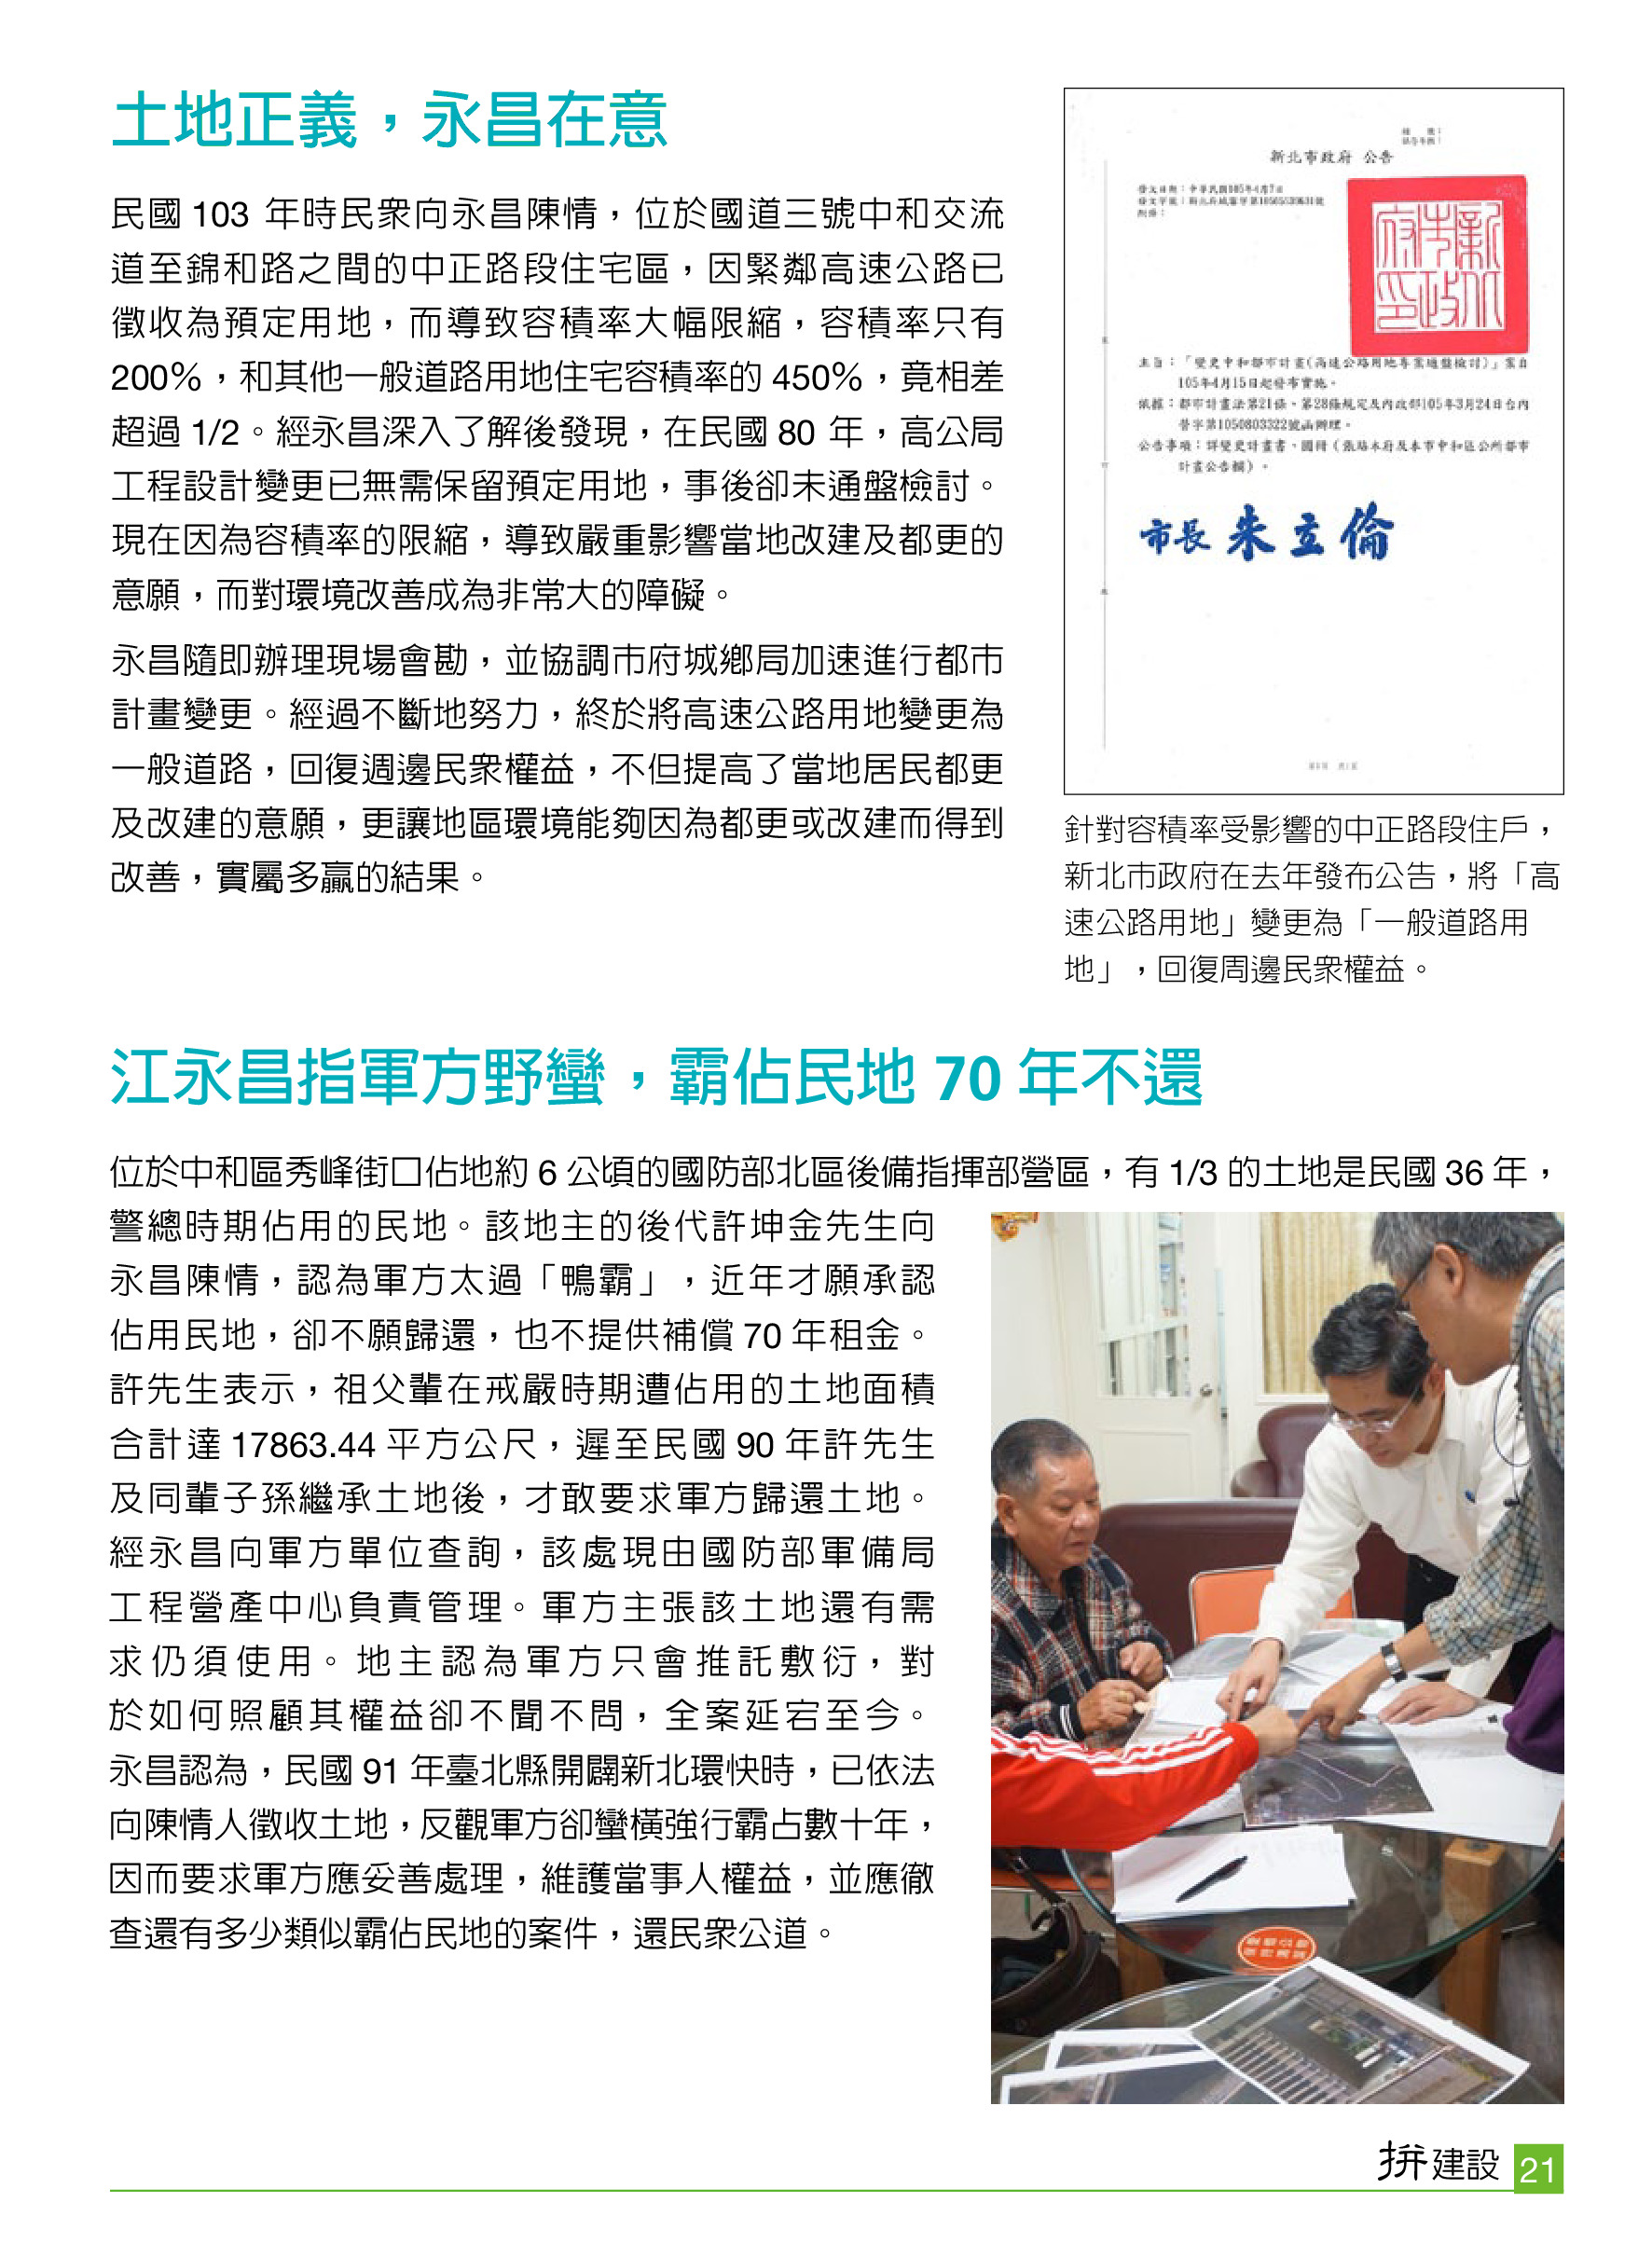 土地正義，永昌在意
民國 103 年時民眾向永昌陳情，位於國道三號中和交流
道至錦和路之間的中正路段住宅區，因緊鄰高速公路已
徵收為預定用地，而導致容積率大幅限縮，容積率只有
200%，和其他一般道路用地住宅容積率的 450%，竟相差
超過 1/2。經永昌深入了解後發現，在民國 80 年，高公局
工程設計變更已無需保留預定用地，事後卻未通盤檢討。
現在因為容積率的限縮，導致嚴重影響當地改建及都更的
意願，而對環境改善成為非常大的障礙。
永昌隨即辦理現場會勘，並協調市府城鄉局加速進行都市
計畫變更。經過不斷地努力，終於將高速公路用地變更為
一般道路，回復週邊民眾權益，不但提高了當地居民都更
及改建的意願，更讓地區環境能夠因為都更或改建而得到
改善，實屬多贏的結果。
新北市政府 公告
發文日期：中華民國105年4月7日
主旨：「變更中和都市計畫(高速公路用地專案通盤檢討)」案自
105年4月15日起發布實施。
依據：都市計畫法第21條、第28條規定及內政部105年3月24日台內
營字第1050803322號函辦理。
公告事項：詳變更計畫書、圖冊（張貼本府及本市中和區公所都市
計畫公告欄）。
市長 朱立倫
針對容積率受影響的中正路段住戶，
新北市政府在去年發布公告，將「高
速公路用地」變更為「一般道路用
地」，回復周邊民眾權益。
江永昌指軍方野蠻，霸佔民地 70 年不還
位於中和區秀峰街口佔地約 6 公頃的國防部北區後備指揮部營區，有 1/3 的土地是民國 36 年，
警總時期佔用的民地。該地主的後代許坤金先生向
永昌陳情，認為軍方太過「鴨霸」，近年才願承認
佔用民地，卻不願歸還，也不提供補償 70 年租金。
許先生表示，祖父輩在戒嚴時期遭佔用的土地面積
合計達 17863.44 平方公尺，遲至民國 90 年許先生
及同輩子孫繼承土地後，才敢要求軍方歸還土地。
經永昌向軍方單位查詢，該處現由國防部軍備局
工程營產中心負責管理。軍方主張該土地還有需
求仍須使用。地主認為軍方只會推託敷衍，對
於如何照顧其權益卻不聞不問，全案延宕至今。
永昌認為，民國 91 年臺北縣開闢新北環快時，已依法
向陳情人徵收土地，反觀軍方卻蠻橫強行霸占數十年，
因而要求軍方應妥善處理，維護當事人權益，並應徹
查還有多少類似霸佔民地的案件，還民眾公道。
拚建設 21